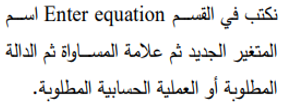 نكتب في القسم Enter equation اسم
المتغير الجديد ثم علامة المساواة ثم الدالة
المطلوبة أو العملية الحسابية المطلوبة.